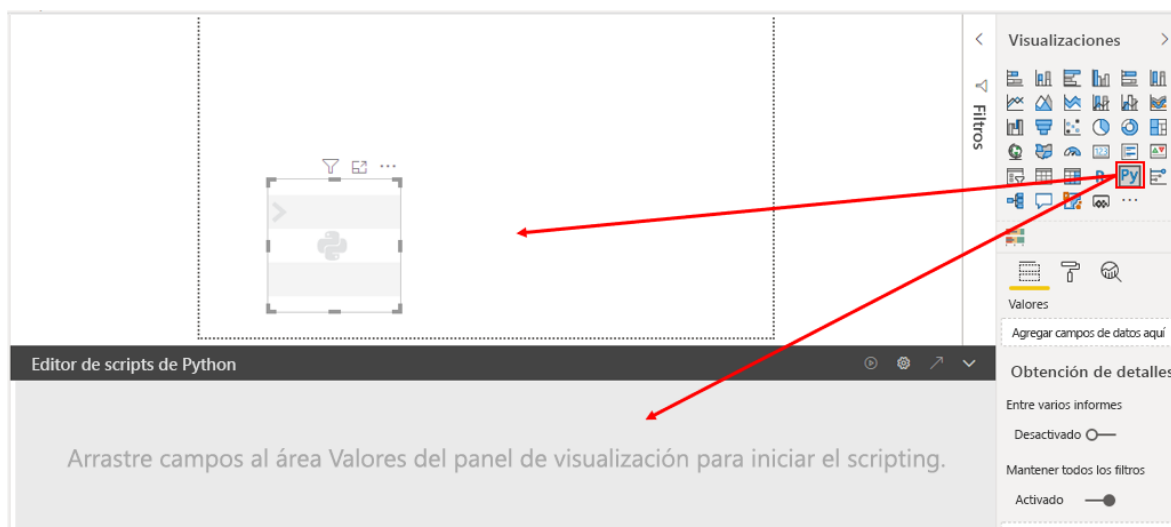 Visualizaciones
Filtros
R
Py
123
Valores
Agregar campos de datos aquí
Editor de scripts de Python
Obtención de detalles
Entre varios informes
Desactivado
Arrastre campos al área Valores del panel de visualización para iniciar el scripting.
Mantener todos los filtros
Activado